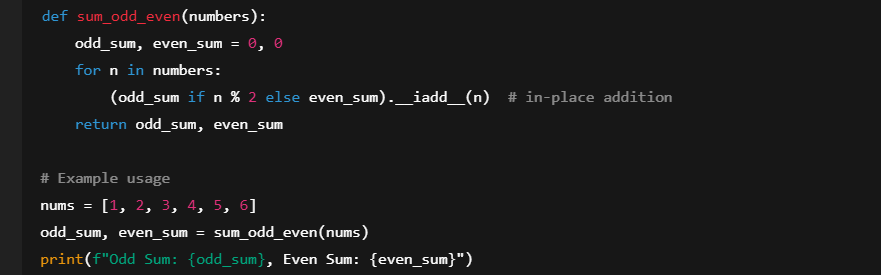 def sum_odd_even(numbers):
    odd_sum, even_sum = 0, 0
    for n in numbers:
        (odd_sum if n % 2 else even_sum).__iadd__(n)  # in-place addition
    return odd_sum, even_sum

# Example usage
nums = [1, 2, 3, 4, 5, 6]
odd_sum, even_sum = sum_odd_even(nums)
print(f"Odd Sum: {odd_sum}, Even Sum: {even_sum}")